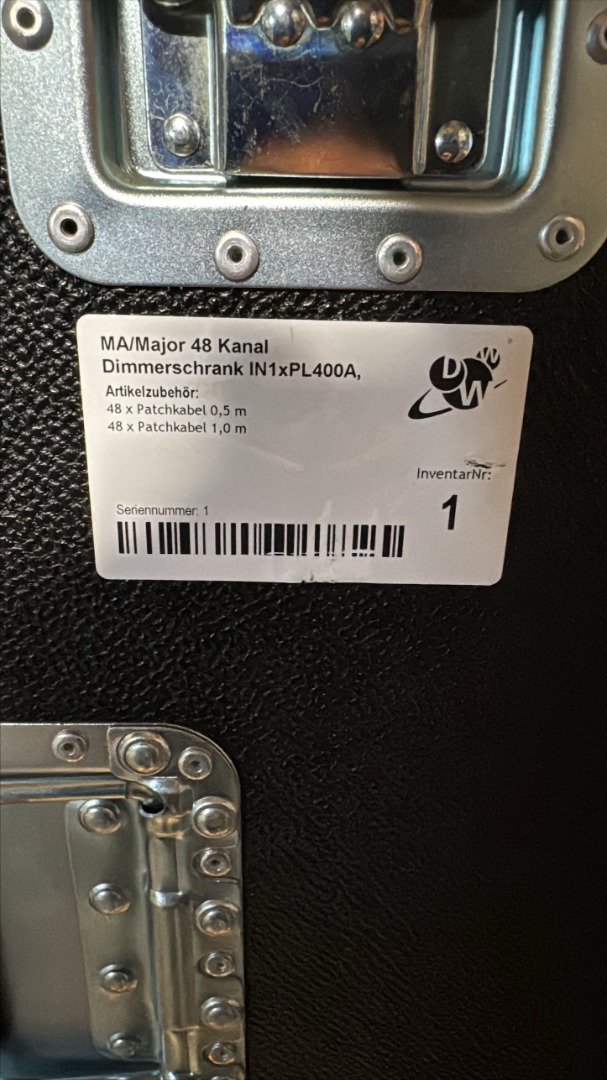 MA/Major 48 Kanal
Dimmerschrank IN1xPL400A,
Artikelzubehör:
48 x Patchkabel 0,5 m
48 x Patchkabel 1,0 m
DWW
InventarNr:
1
Seriennummer: 1